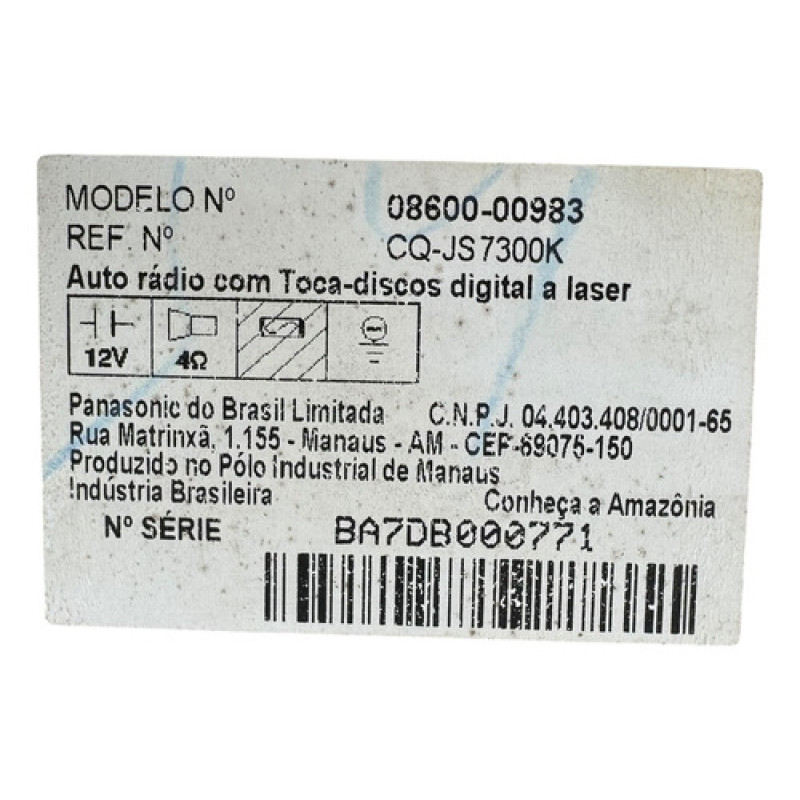 MODELO Nº 08600-00983
REF. Nº CQ-JS7300K
Auto rádio com Toca-discos digital a laser
12V 4Ω
Panasonic do Brasil Limitada C.N.P.J. 04.403.408/0001-65
Rua Matrinxã, 1.155 - Manaus - AM - CEP-69075-150
Produzido no Pólo Industrial de Manaus
Indústria Brasileira Conheça a Amazônia
Nº SÉRIE BA7DB000771